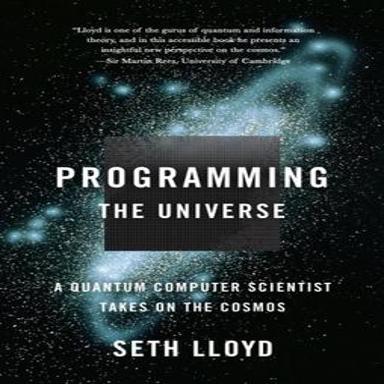 "Lloyd is one of the gurus of quantum and information
theory, and in this accessible book he presents an
insightful new perspective on the cosmos."
—Sir Martin Rees, University of Cambridge
PROGRAMMING
THE UNIVERSE
A QUANTUM COMPUTER SCIENTIST
TAKES ON THE COSMOS
SETH LLOYD